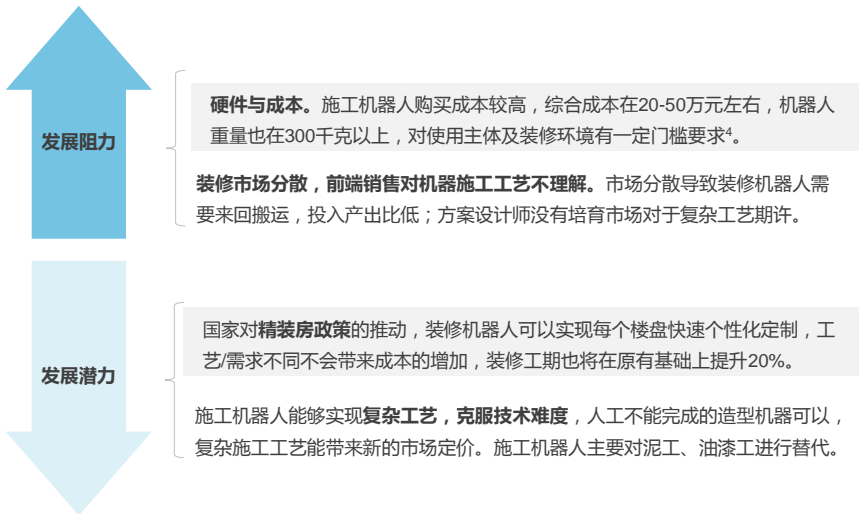 发展阻力
硬件与成本。施工机器人购买成本较高，综合成本在20-50万元左右，机器人
重量也在300千克以上，对使用主体及装修环境有一定门槛要求⁴。
装修市场分散，前端销售对机器施工工艺不理解。市场分散导致装修机器人需
要来回搬运，投入产出比低；方案设计师没有培育市场对于复杂工艺期许。
发展潜力
国家对精装房政策的推动，装修机器人可以实现每个楼盘快速个性化定制，工
艺/需求不同不会带来成本的增加，装修工期也将在原有基础上提升20%。
施工机器人能够实现复杂工艺，克服技术难度，人工不能完成的造型机器可以，
复杂施工工艺能带来新的市场定价。施工机器人主要对泥工、油漆工进行替代。